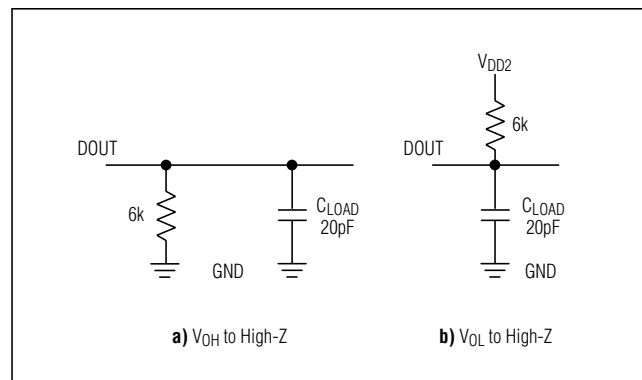 DOUT
6k
CLOAD
20pF
GND
a) VOH to High-Z
VDD2
6k
DOUT
CLOAD
20pF
GND
b) VOL to High-Z